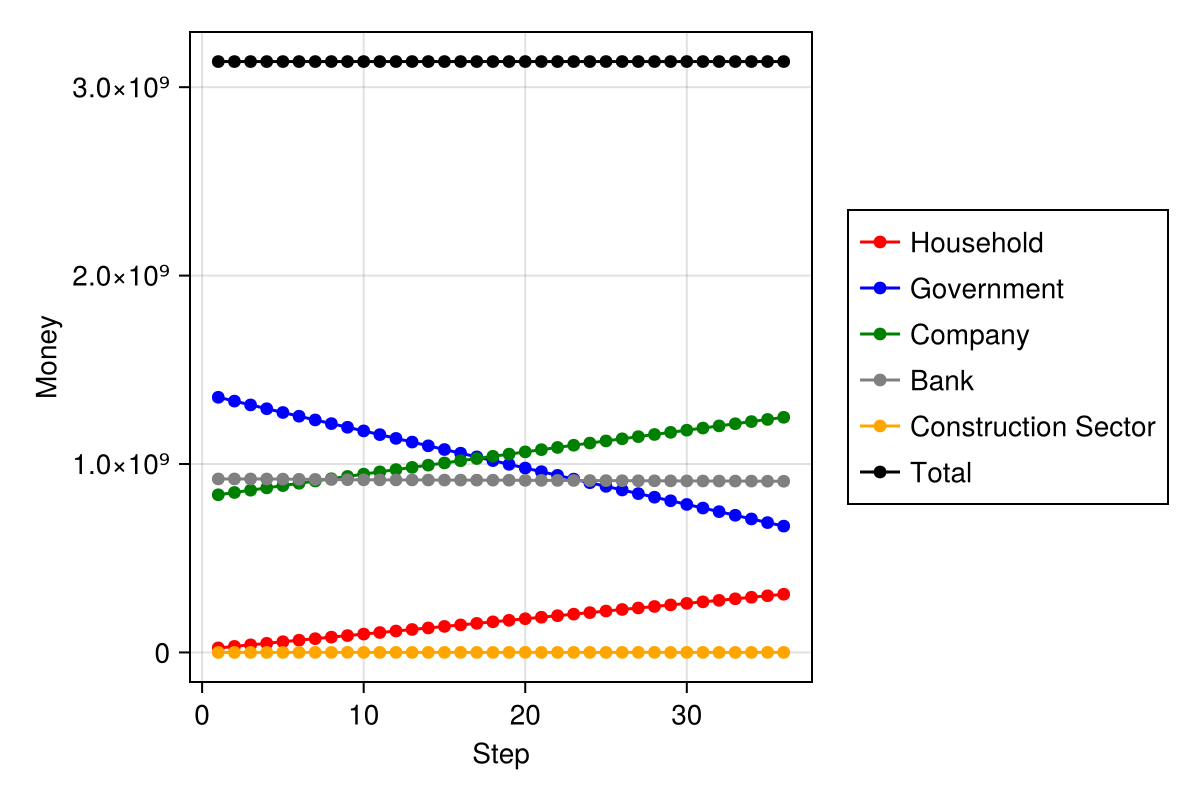 3.0×10⁹
2.0×10⁹
1.0×10⁹
0
Money
0 10 20 30
Step
Household
Government
Company
Bank
Construction Sector
Total